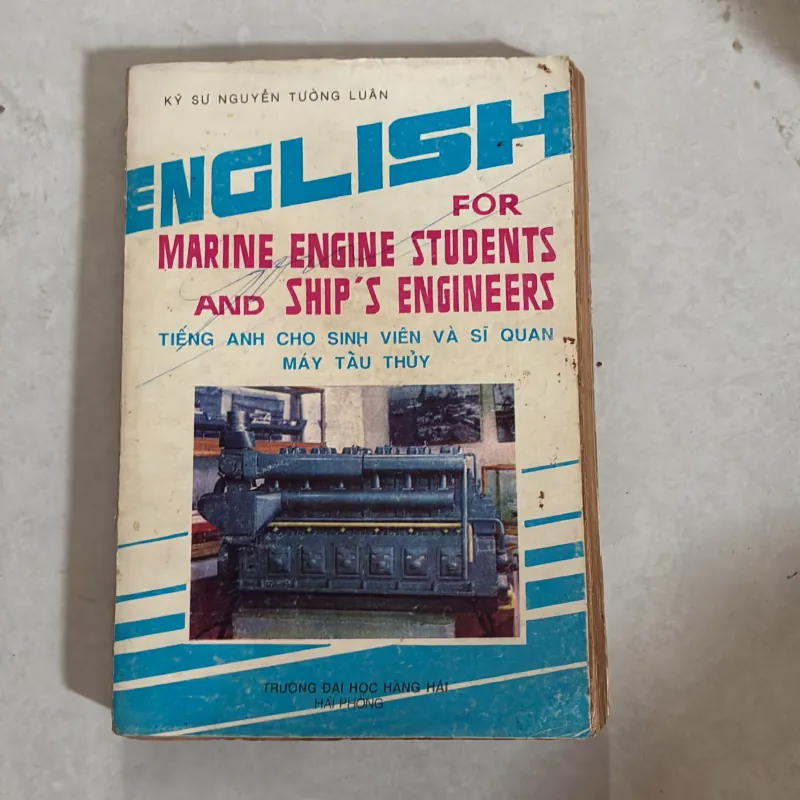 KỸ SƯ NGUYỄN TƯỜNG LUÂN
ENGLISH
FOR
MARINE ENGINE STUDENTS
AND SHIP'S ENGINEERS
TIẾNG ANH CHO SINH VIÊN VÀ SĨ QUAN
MÁY TẦU THỦY
TRƯỜNG ĐẠI HỌC HÀNG HẢI
HẢI PHÒNG